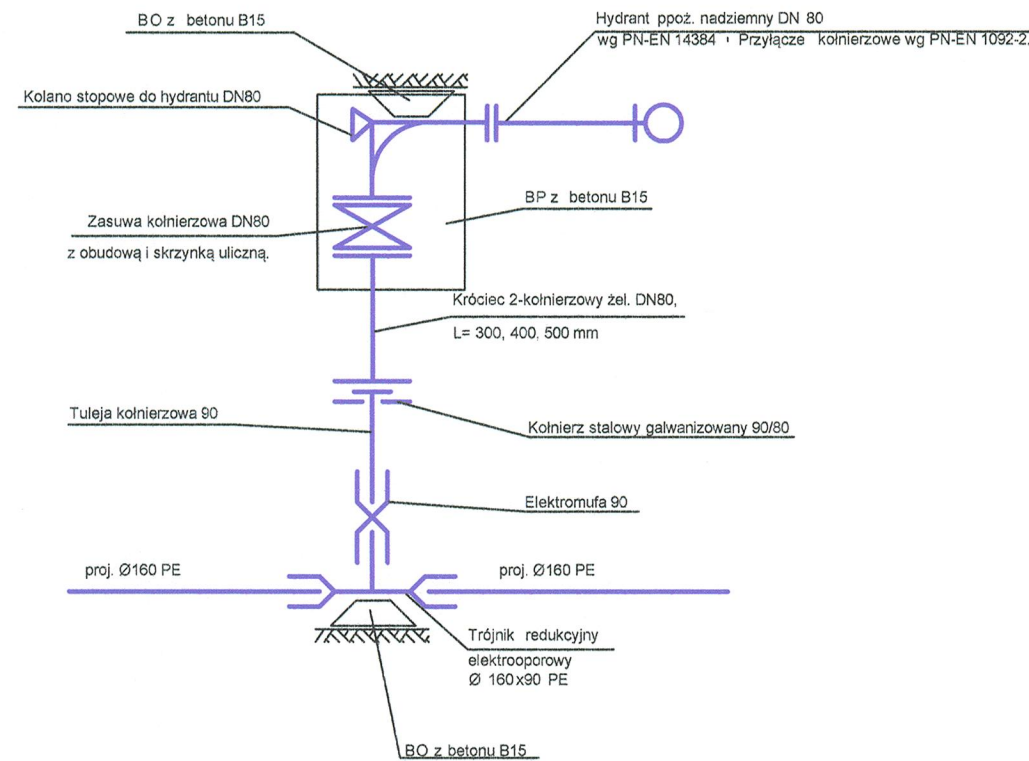 BO z betonu B15
Hydrant ppoż. nadziemny DN 80
wg PN-EN 14384 Przyłącze kołnierzowe wg PN-EN 1092-2
Kolano stopowe do hydrantu DN80
BP z betonu B15
Zasuwa kołnierzowa DN80
z obudową i skrzynką uliczną.
Króciec 2-kołnierzowy żel. DN80,
L= 300, 400, 500 mm
Tuleja kołnierzowa 90
Kołnierz stalowy galwanizowany 90/80
Elektromufa 90
proj. Ø160 PE
proj. Ø160 PE
Trójnik redukcyjny
elektrooporowy
Ø 160x90 PE
BO z betonu B15